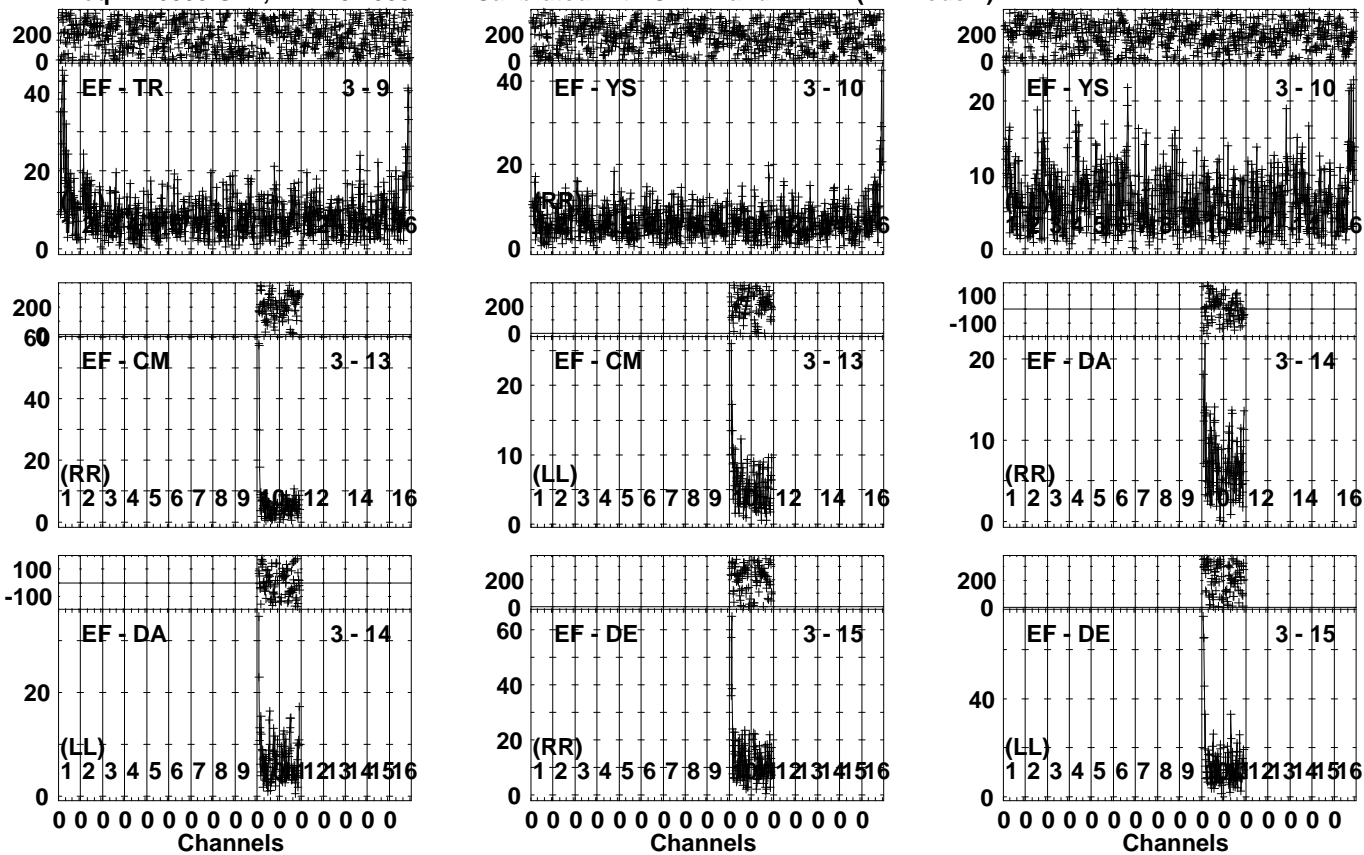 200 200 200
0 0 0
EF - TR 3 - 9 EF - YS 3 - 10 EF - YS 3 - 10
40 40 20
20 20 10
(RR)
0 0 0
200 200 100
0 -100
60
EF - CM 3 - 13 EF - CM 3 - 13 EF - DA 3 - 14
40 20 20
20 10 10
(RR) (LL) (RR)
1 2 3 4 5 6 7 8 9 10 12 14 16 1 2 3 4 5 6 7 8 9 10 12 14 16 1 2 3 4 5 6 7 8 9 10 12 14 16
0 0 0
100 200 200
-100 0 0
EF - DA 3 - 14 EF - DE 3 - 15 EF - DE 3 - 15
60
20 40 40
20
(LL) (RR) (LL)
1 2 3 4 5 6 7 8 9 12 13 14 15 16 1 2 3 4 5 6 7 8 9 12 13 14 15 16 1 2 3 4 5 6 7 8 9 12 13 14 15 16
0 0 0
0 0 0 0 0 0 0 0 0 0 0 0 0 0 0 0 0 0 0 0 0 0 0 0 0 0 0 0 0 0 0 0 0 0 0 0 0 0 0 0 0 0 0 0 0 0 0 0
Channels Channels Channels